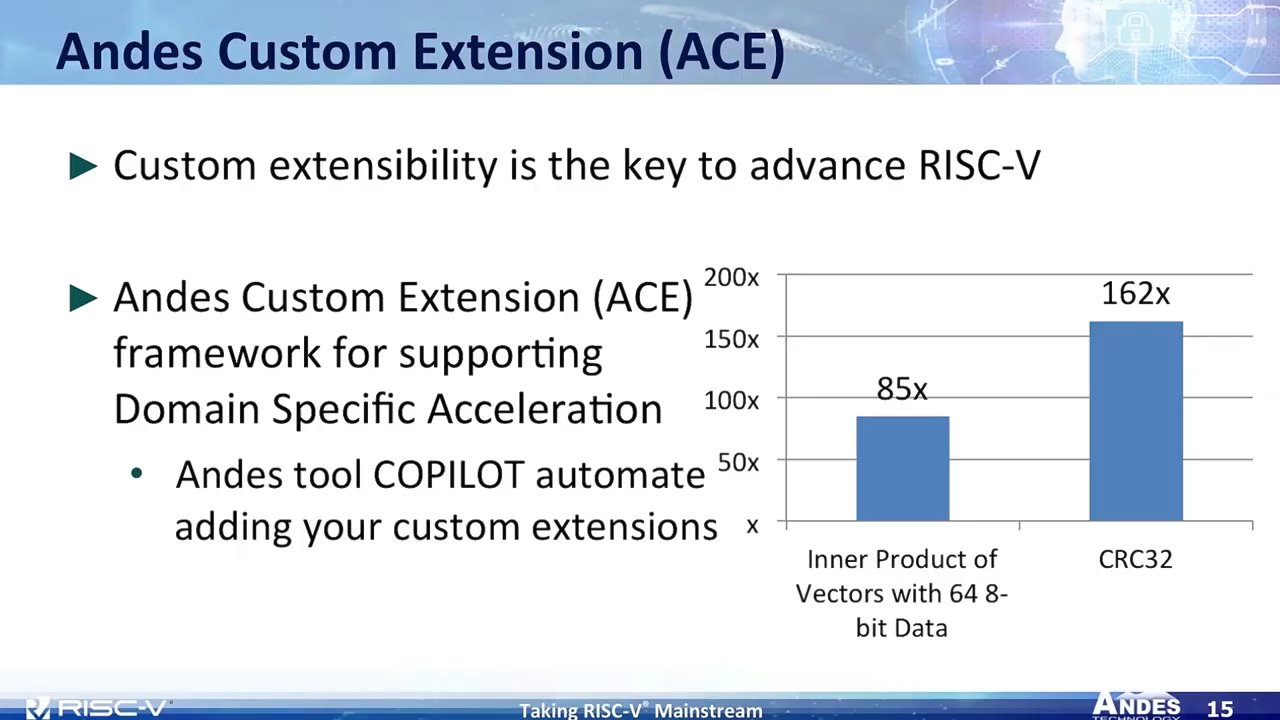 Andes Custom Extension (ACE)
► Custom extensibility is the key to advance RISC-V
► Andes Custom Extension (ACE)
framework for supporting
Domain Specific Acceleration
• Andes tool COPILOT automate
adding your custom extensions
200x
150x
100x
50x
x
85x
162x
Inner Product of
Vectors with 64 8-
bit Data
CRC32
RISC-V®
Taking RISC-V® Mainstream
ANDES
TECHNOLOGY
15